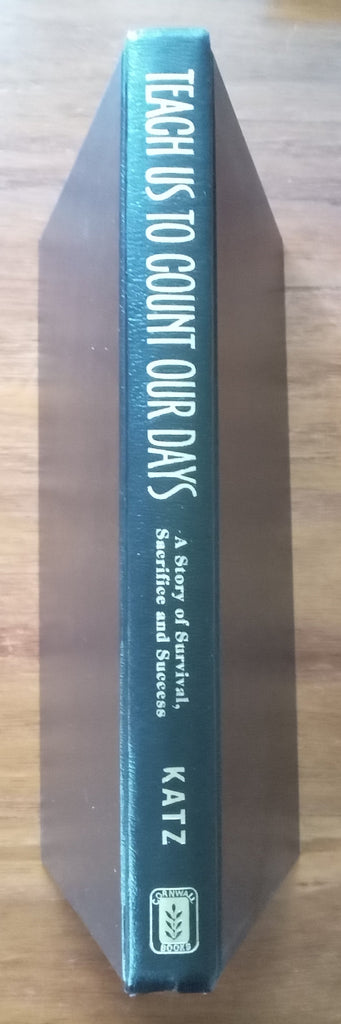 TEACH US TO COUNT OUR DAYS
A Story of Survival,
Sacrifice and Success
KATZ
CORNWALL
BOOKS